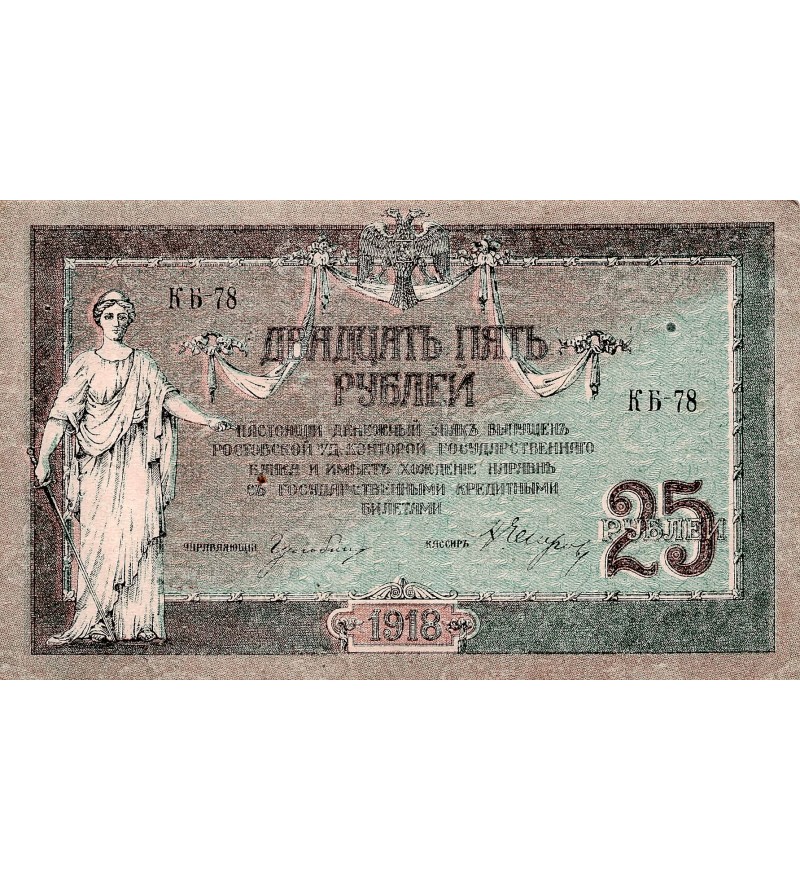 КБ-78
ДВАДЦАТЬ ПЯТЬ
РУБЛЕЙ
КБ-78
НАСТОЯЩІЙ ДЕНЕЖНЫЙ ЗНАКЪ ВЫПУЩЕНЪ
РОСТОВСКОЙ н/Д. КОНТОРОЙ ГОСУДАРСТВЕННАГО
БАНКА И ИМѢЕТЪ ХОЖДЕНІЕ НАРАВНѢ
СЪ ГОСУДАРСТВЕННЫМИ КРЕДИТНЫМИ
БИЛЕТАМИ
25
РУБЛЕЙ
УПРАВЛЯЮЩІЙ
КАССИРЪ
1918